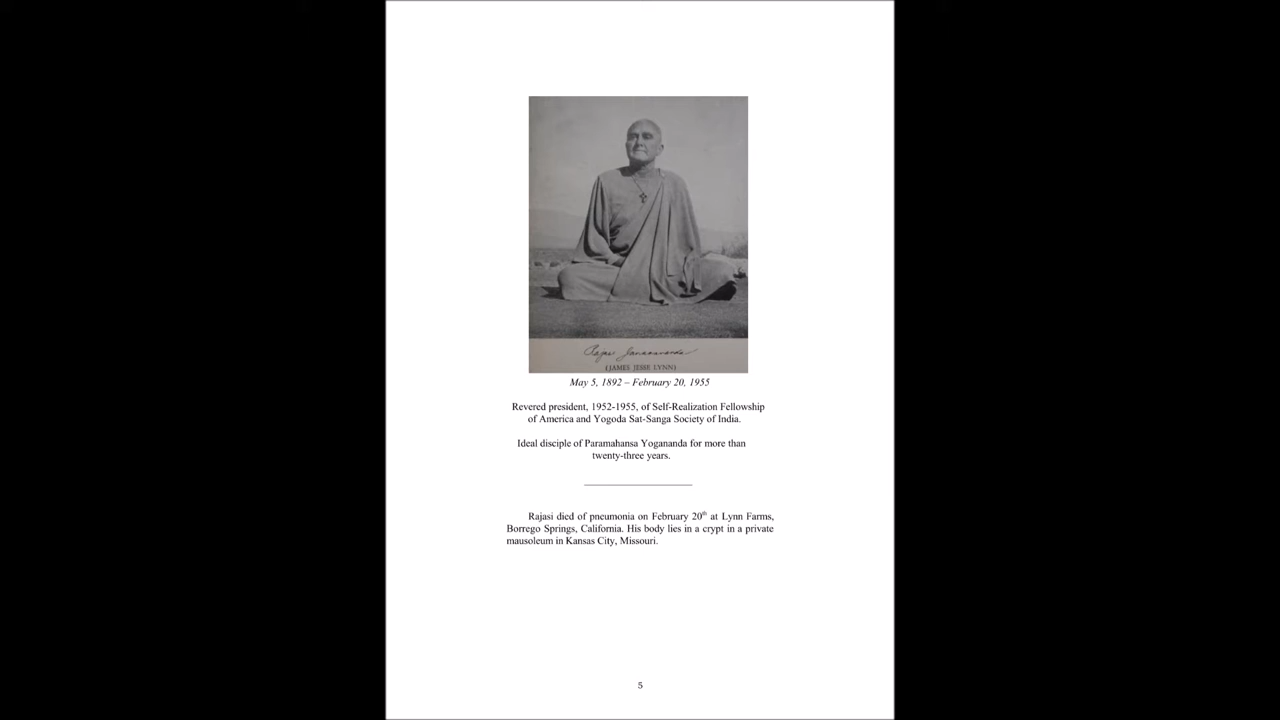 Rajasi Janakananda
(JAMES JESSE LYNN)
May 5, 1892 – February 20, 1955
Revered president, 1952-1955, of Self-Realization Fellowship
of America and Yogoda Sat-Sanga Society of India.
Ideal disciple of Paramahansa Yogananda for more than
twenty-three years.
Rajasi died of pneumonia on February 20th at Lynn Farms,
Borrego Springs, California. His body lies in a crypt in a private
mausoleum in Kansas City, Missouri.
5